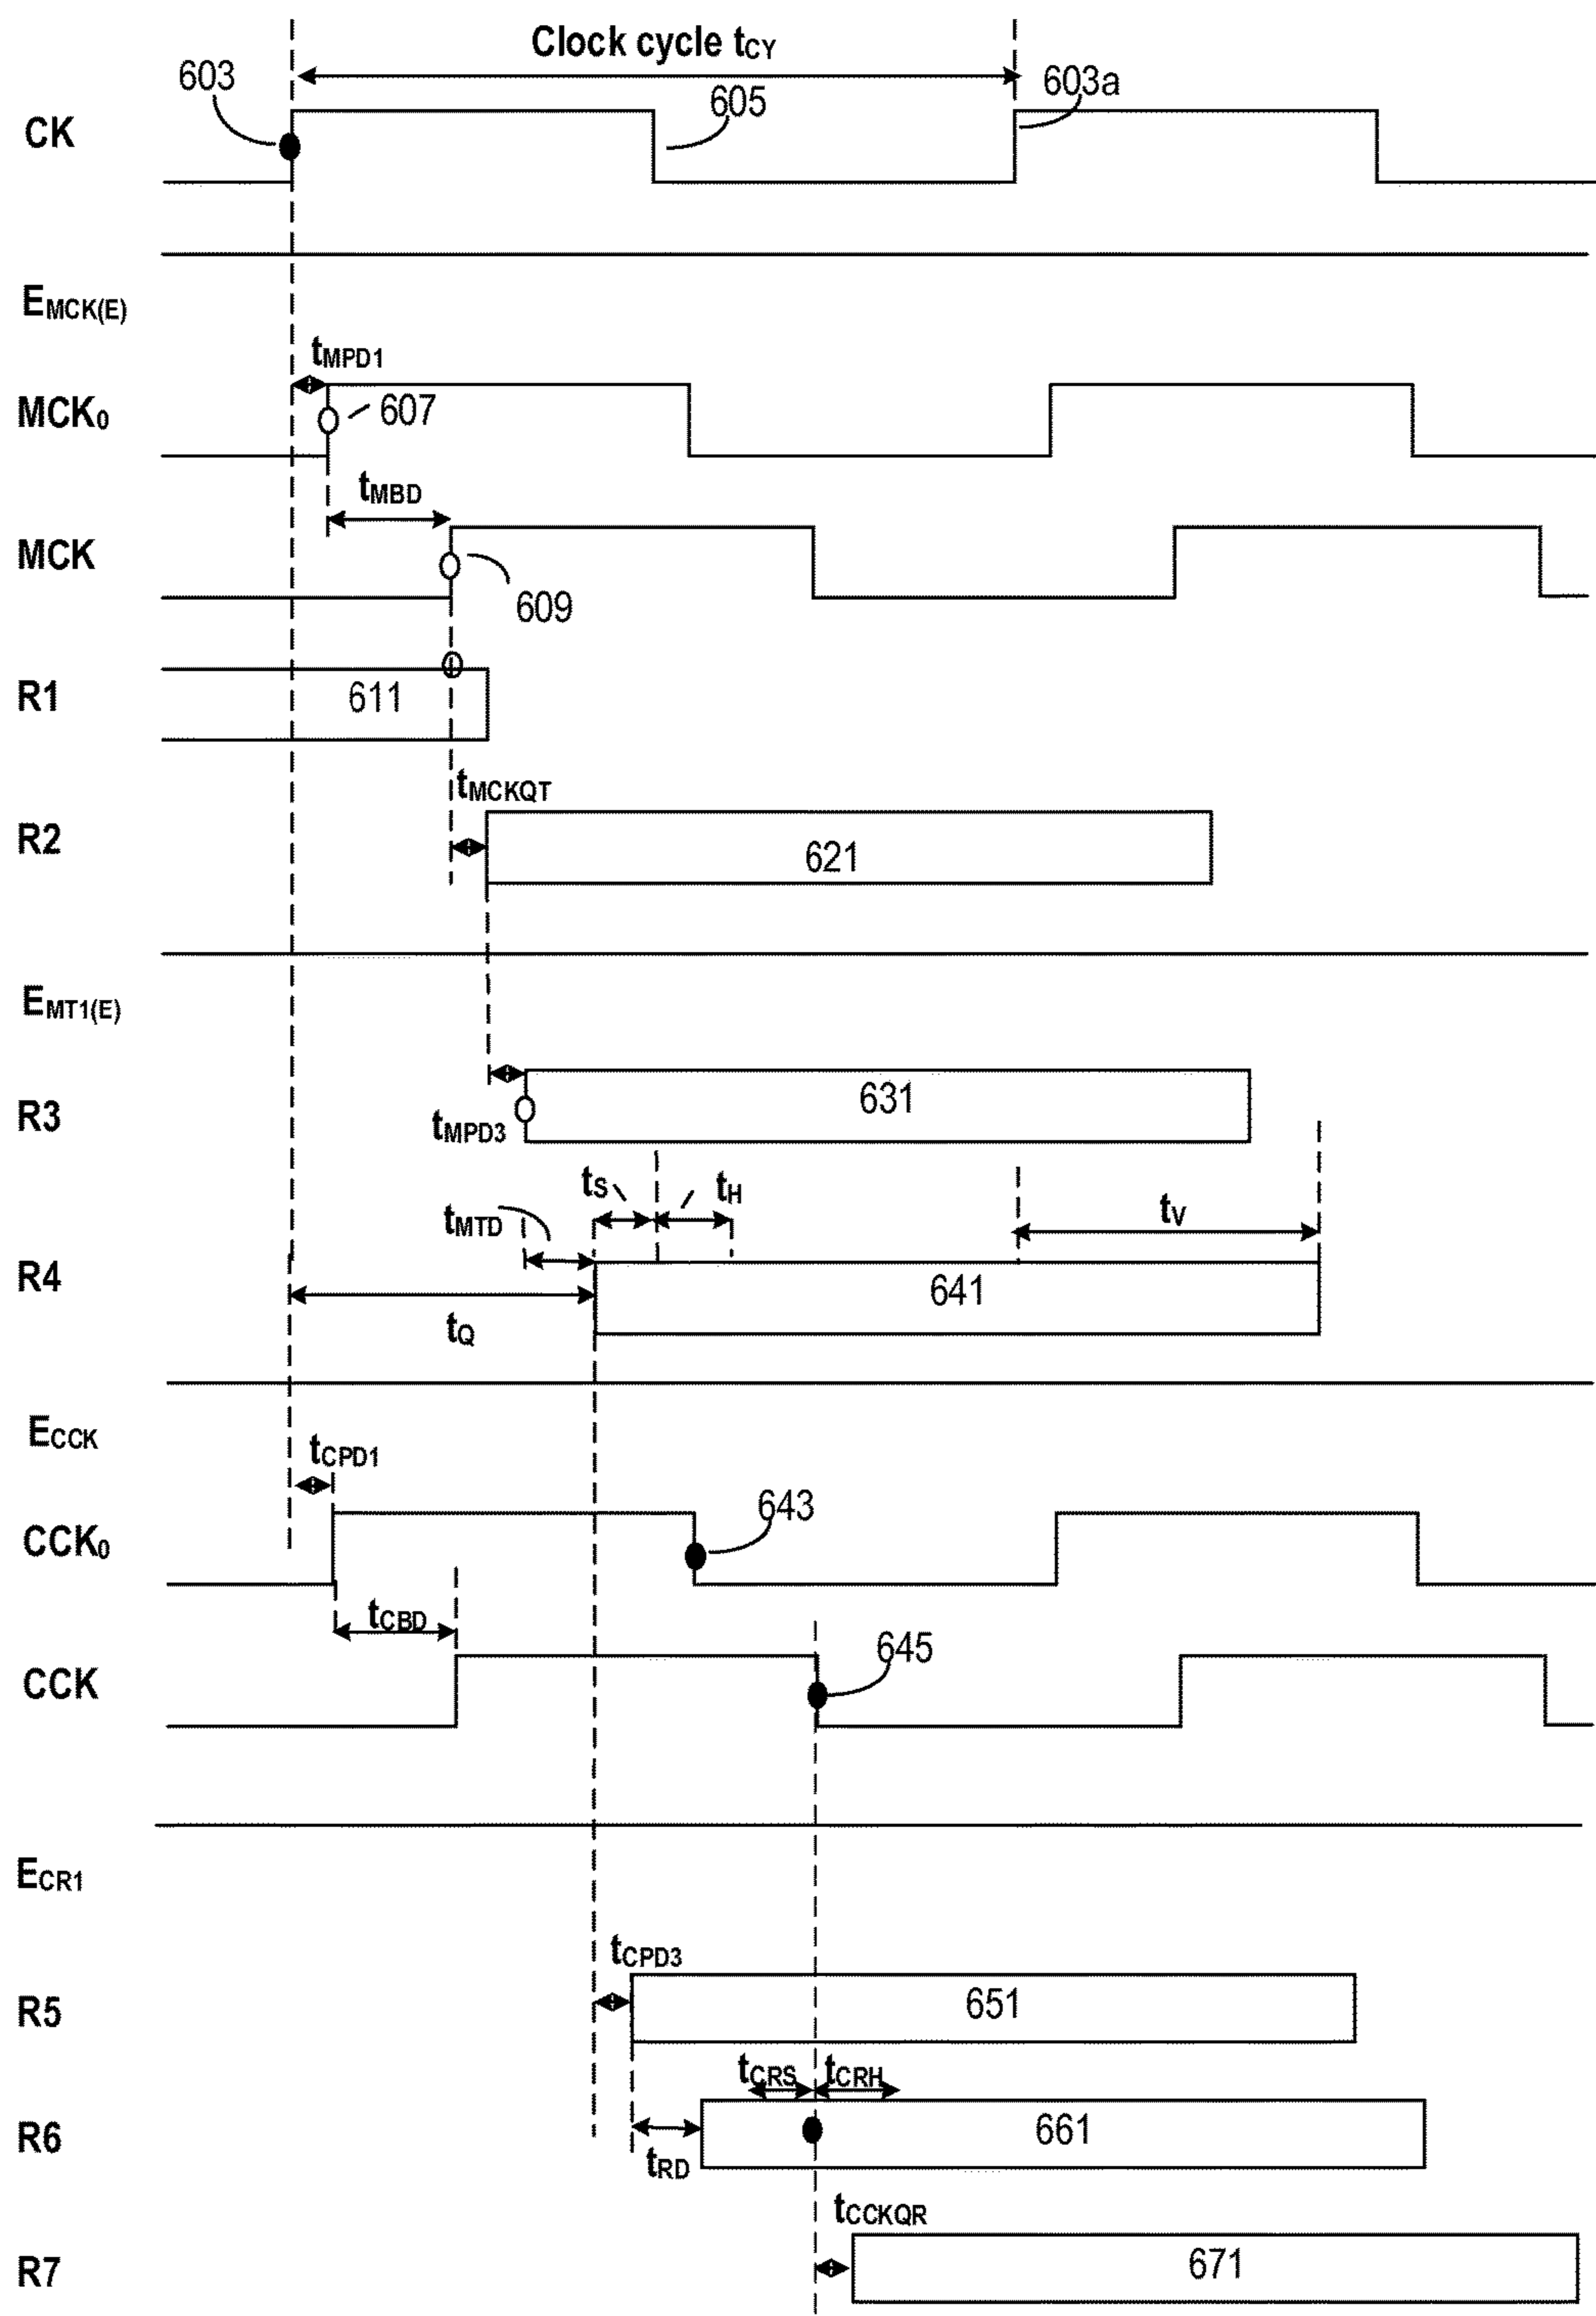 Clock cycle tCY
603
603a
605
CK
EMCK(E)
tMPD1
MCK0
607
tMBD
MCK
609
R1
611
tMCKQT
R2
621
EMT1(E)
R3
631
tMPD3
tS
tH
tMTD
tV
R4
641
tQ
ECCK
tCPD1
643
CCK0
tCBD
645
CCK
ECR1
tCPD3
R5
651
tCRS
tCRH
R6
661
tRD
tCCKQR
R7
671